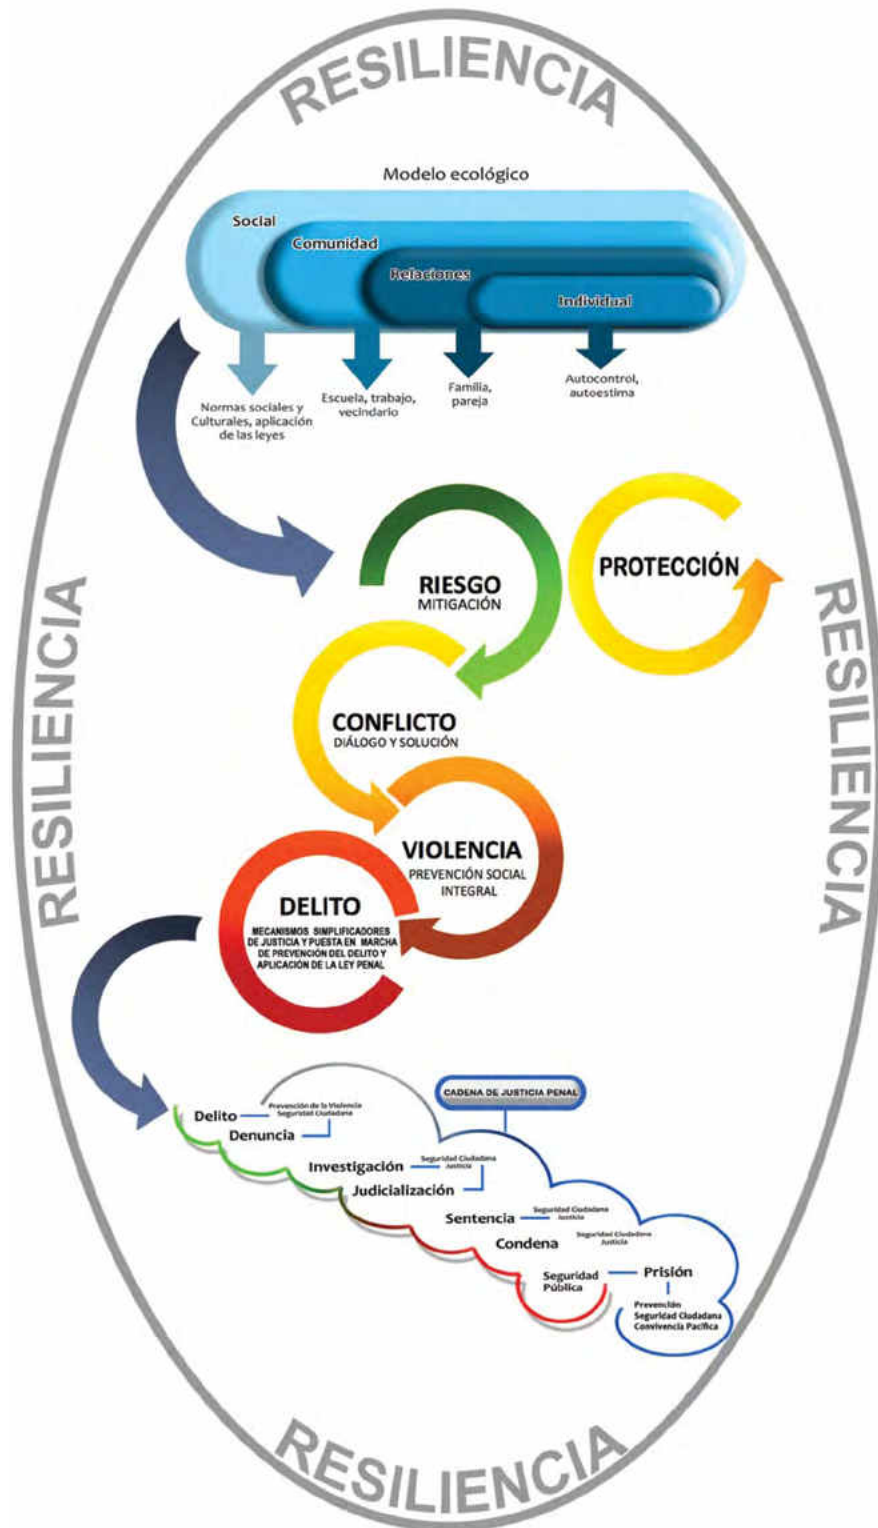 RESILIENCIA
Modelo ecológico
Social
Comunidad
Relaciones
Individual
Normas sociales y
Culturales, aplicación
de las leyes
Escuela, trabajo,
vecindario
Familia,
pareja
Autocontrol,
autoestima
RIESGO
MITIGACIÓN
PROTECCIÓN
RESILIENCIA
RESILIENCIA
CONFLICTO
DIÁLOGO Y SOLUCIÓN
VIOLENCIA
PREVENCIÓN SOCIAL
INTEGRAL
DELITO
MECANISMOS SIMPLIFICADORES
DE JUSTICIA Y PUESTA EN MARCHA
DE PREVENCIÓN DEL DELITO Y
APLICACIÓN DE LA LEY PENAL
CADENA DE JUSTICIA PENAL
Delito
Prevención de la Violencia
Seguridad Ciudadana
Denuncia
Investigación
Seguridad Ciudadana
Justicia
Judicialización
Sentencia
Seguridad Ciudadana
Justicia
Condena
Seguridad Ciudadana
Justicia
Seguridad
Pública
Prisión
Prevención
Seguridad Ciudadana
Convivencia Pacífica
RESILIENCIA